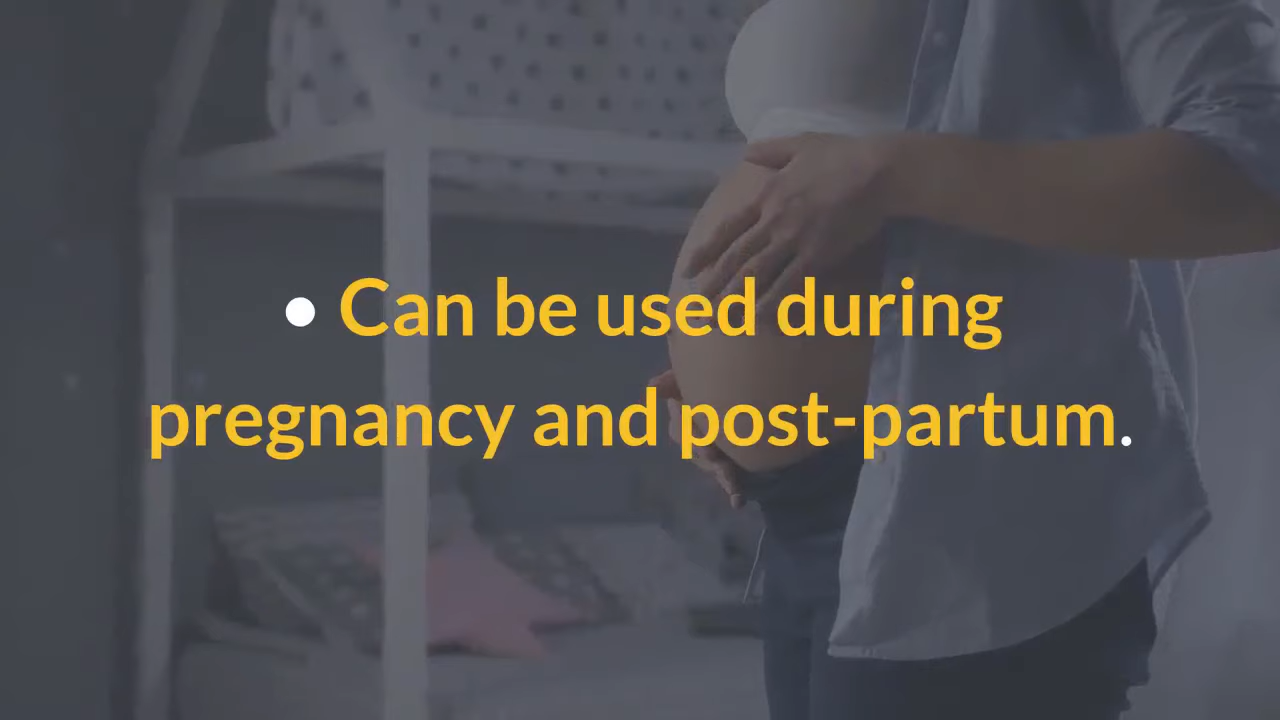 • Can be used during
pregnancy and post-partum.